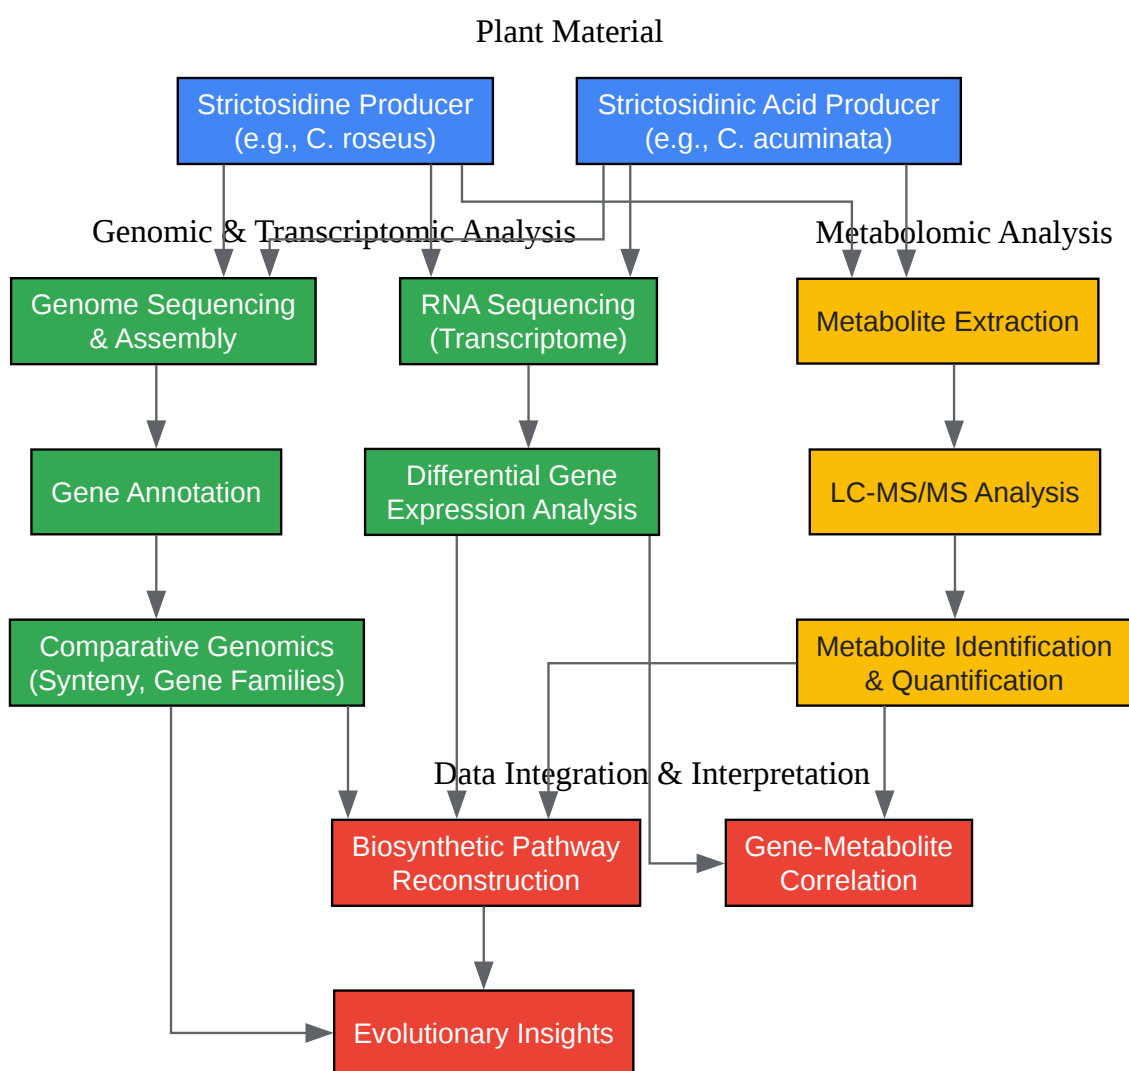 Plant Material
Strictosidine Producer
(e.g., C. roseus)
Strictosidinic Acid Producer
(e.g., C. acuminata)
Genomic & Transcriptomic Analysis
Metabolomic Analysis
Genome Sequencing
& Assembly
RNA Sequencing
(Transcriptome)
Metabolite Extraction
Gene Annotation
Differential Gene
Expression Analysis
LC-MS/MS Analysis
Comparative Genomics
(Synteny, Gene Families)
Metabolite Identification
& Quantification
Data Integration & Interpretation
Biosynthetic Pathway
Reconstruction
Gene-Metabolite
Correlation
Evolutionary Insights